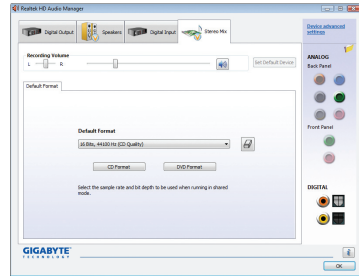 Realtek HD Audio Manager
Digital Output
Speakers
Digital Input
Stereo Mix
Device advanced
settings
Recording Volume
L
R
Set Default Device
ANALOG
Back Panel
Default Format
Default Format
16 Bits, 44100 Hz (CD Quality)
CD Format
DVD Format
Select the sample rate and bit depth to be used when running in shared
mode.
Front Panel
DIGITAL
GIGABYTE™
TECHNOLOGY
OK